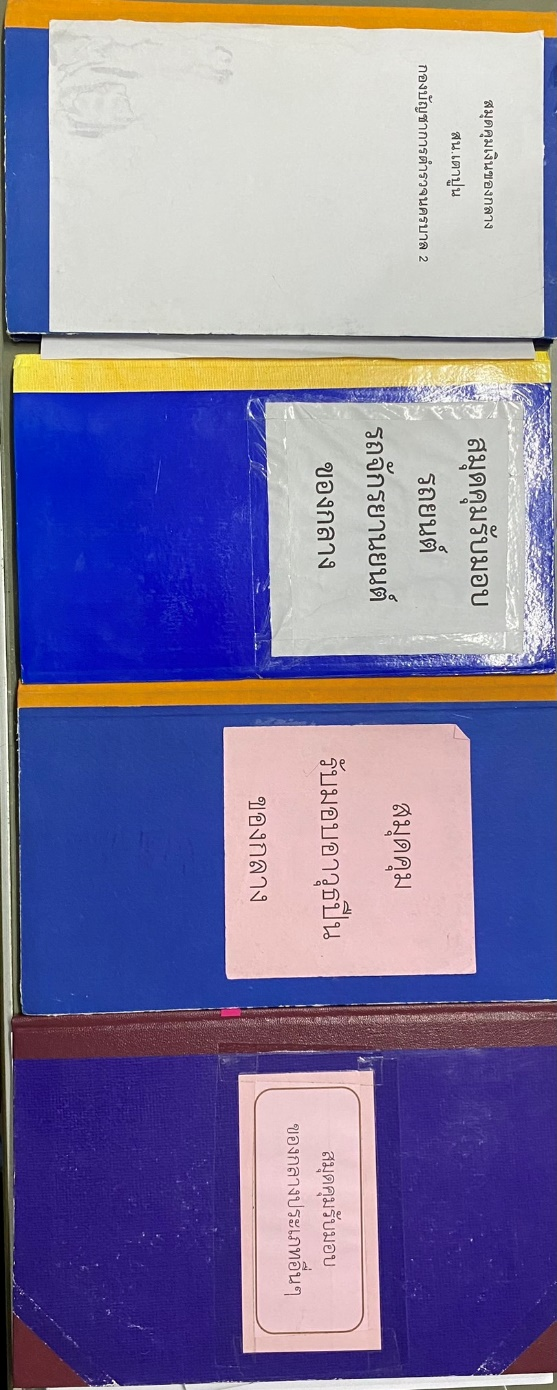 สมุดคุมเงินของกลาง
สน.เตาปูน
กองบัญชาการตำรวจนครบาล 2
สมุดคุมรับมอบ
รถยนต์
รถจักรยานยนต์
ของกลาง
สมุดคุม
รับมอบอาวุธปืน
ของกลาง
สมุดคุมรับมอบ
ของกลางประเภทอื่นๆ